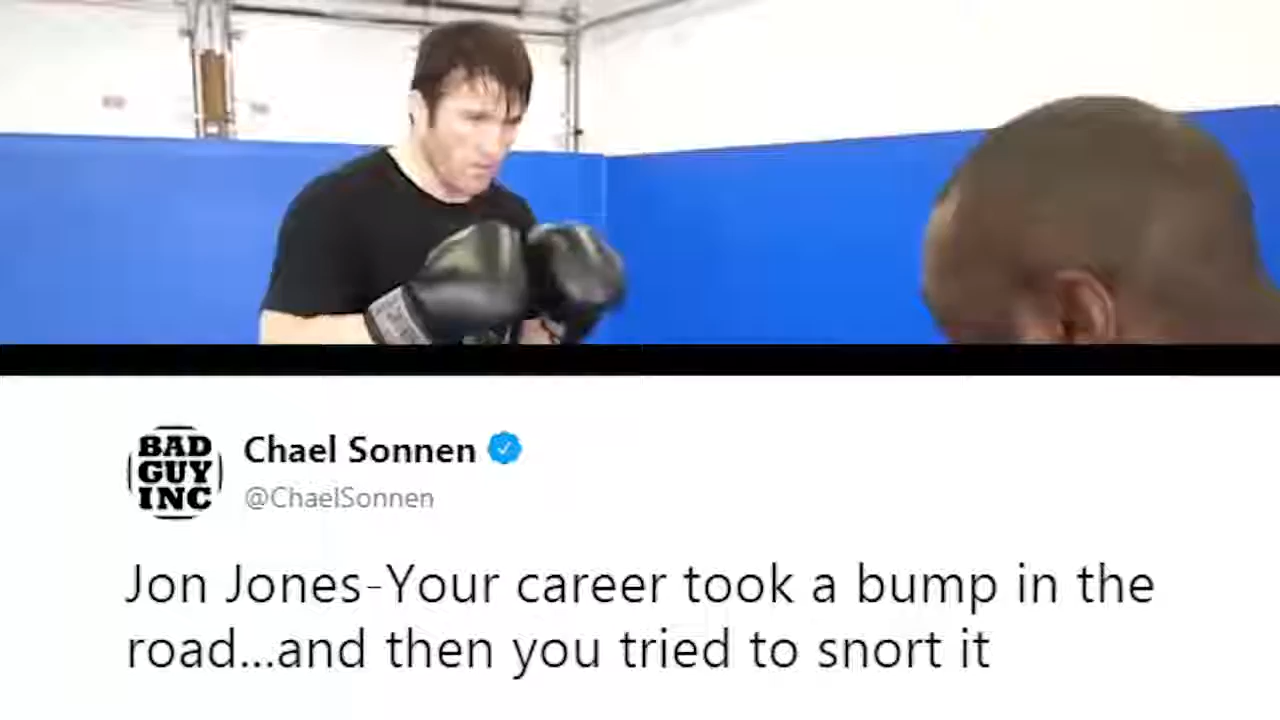 BAD
GUY
INC
Chael Sonnen
@ChaelSonnen
Jon Jones-Your career took a bump in the
road...and then you tried to snort it